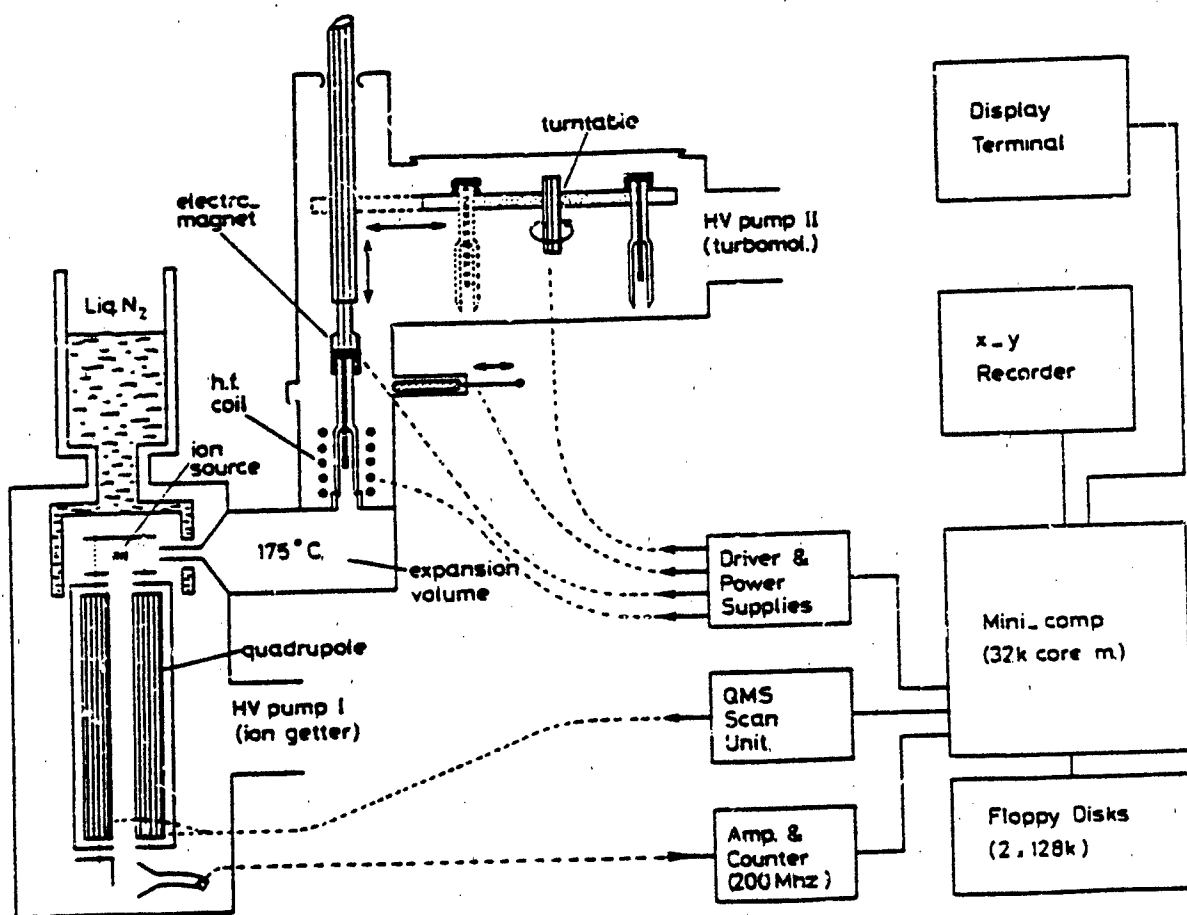 turntable
electro_
magnet
HV pump II
(turbomol.)
Liq. N2
h.f.
coil
ion
source
175°C.
expansion
volume
quadrupole
HV pump I
(ion getter)
Display
Terminal
x_y
Recorder
Driver &
Power
Supplies
Mini_comp
(32k core m.)
QMS
Scan
Unit.
Amp. &
Counter
(200 Mhz)
Floppy Disks
(2 . 128k)